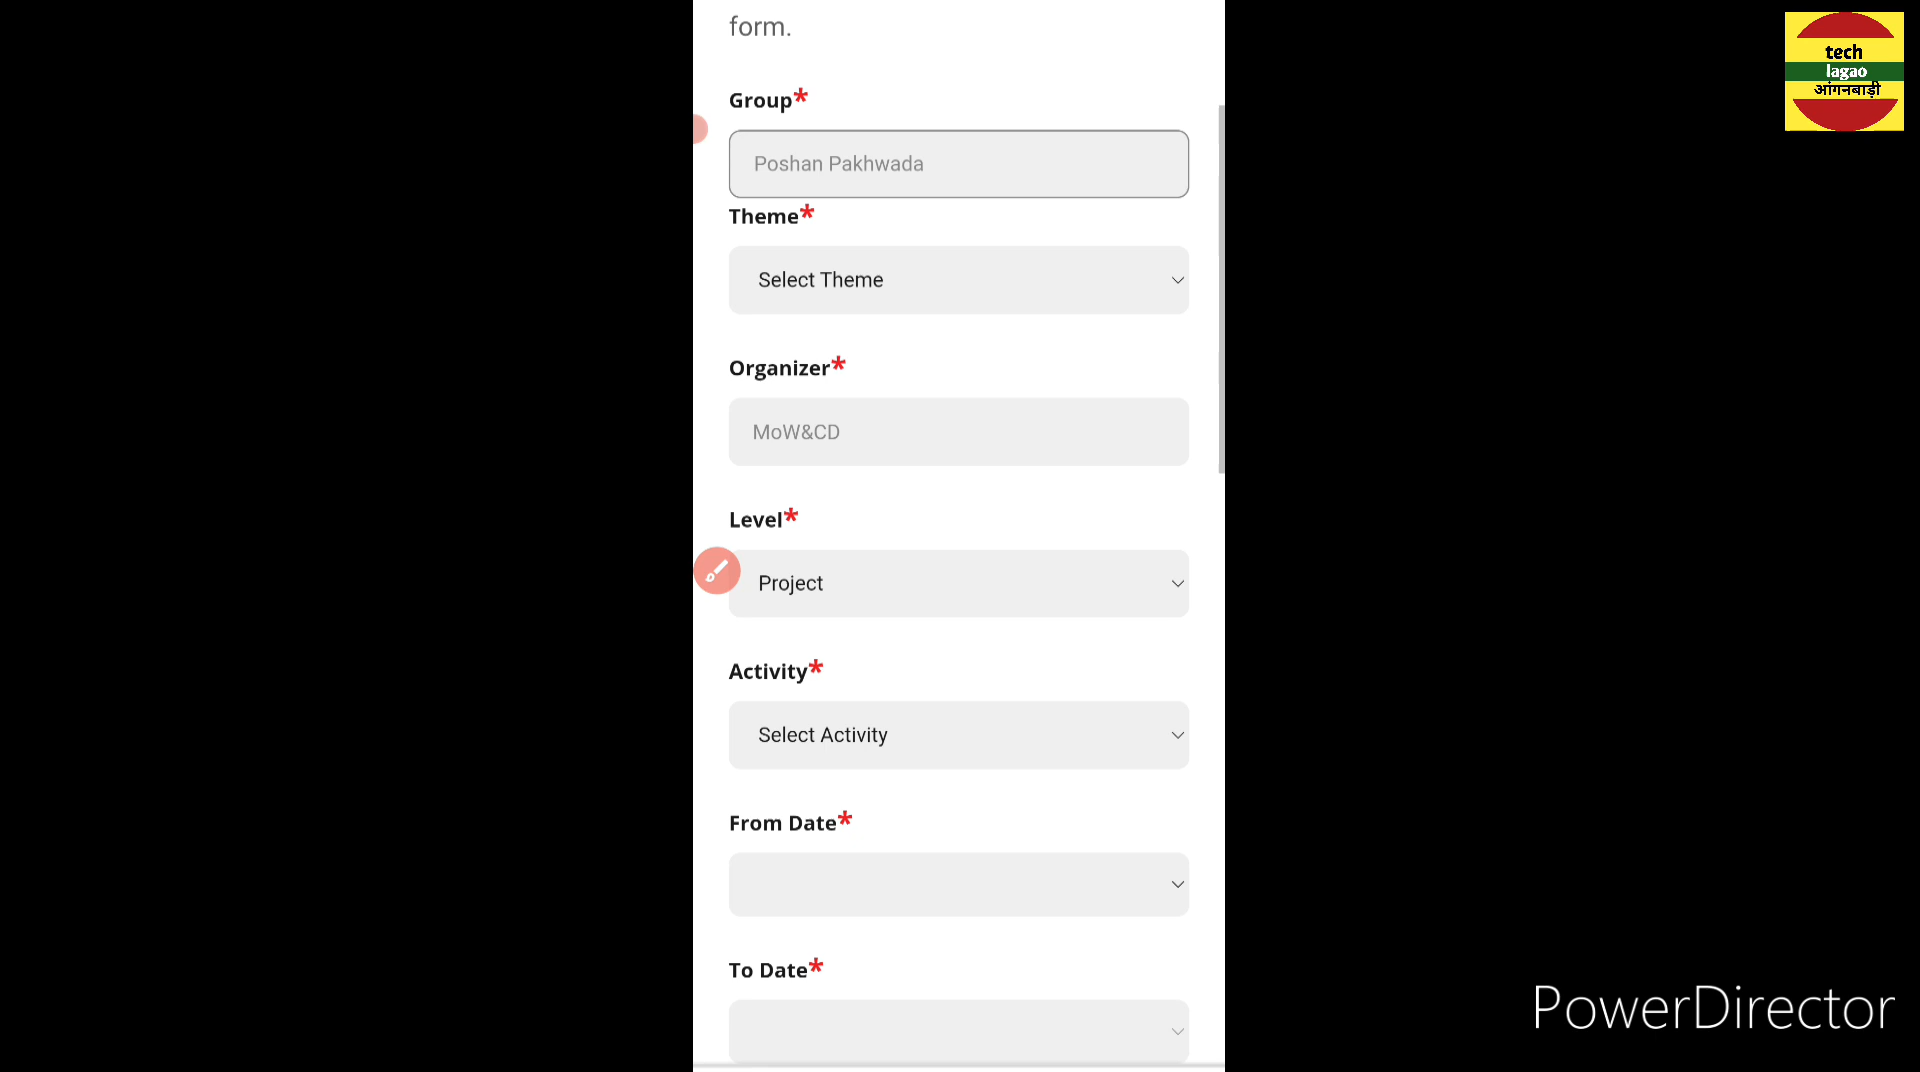 form.
Group*
Poshan Pakhwada
Theme*
Select Theme
Organizer*
MoW&CD
Level*
Project
Activity*
Select Activity
From Date*
To Date*
tech
lagao
आंगनबाड़ी
PowerDirector